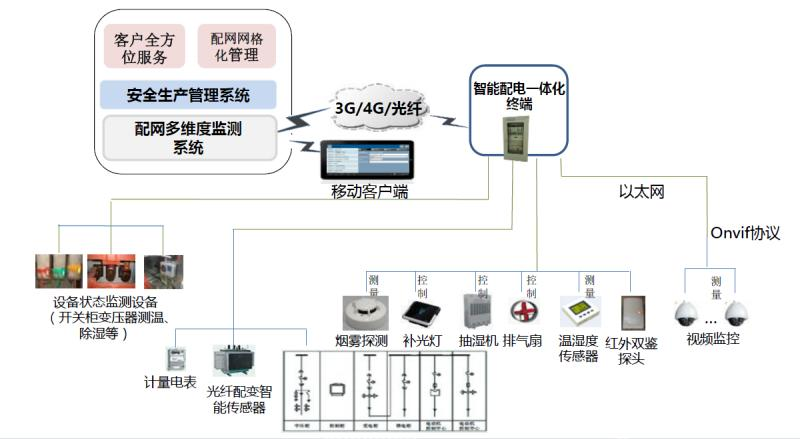 客户全方
位服务
配网网格
化管理
安全生产管理系统
配网多维度监测
系统
3G/4G/光纤
移动客户端
智能配电一体化
终端
以太网
Onvif协议
设备状态监测设备
(开关柜变压器测温、
除湿等)
测量
控制
控制
控制
测量
测量
烟雾探测
补光灯
抽湿机
排气扇
温湿度
传感器
红外双鉴
探头
...
视频监控
计量电表
光纤配变智
能传感器